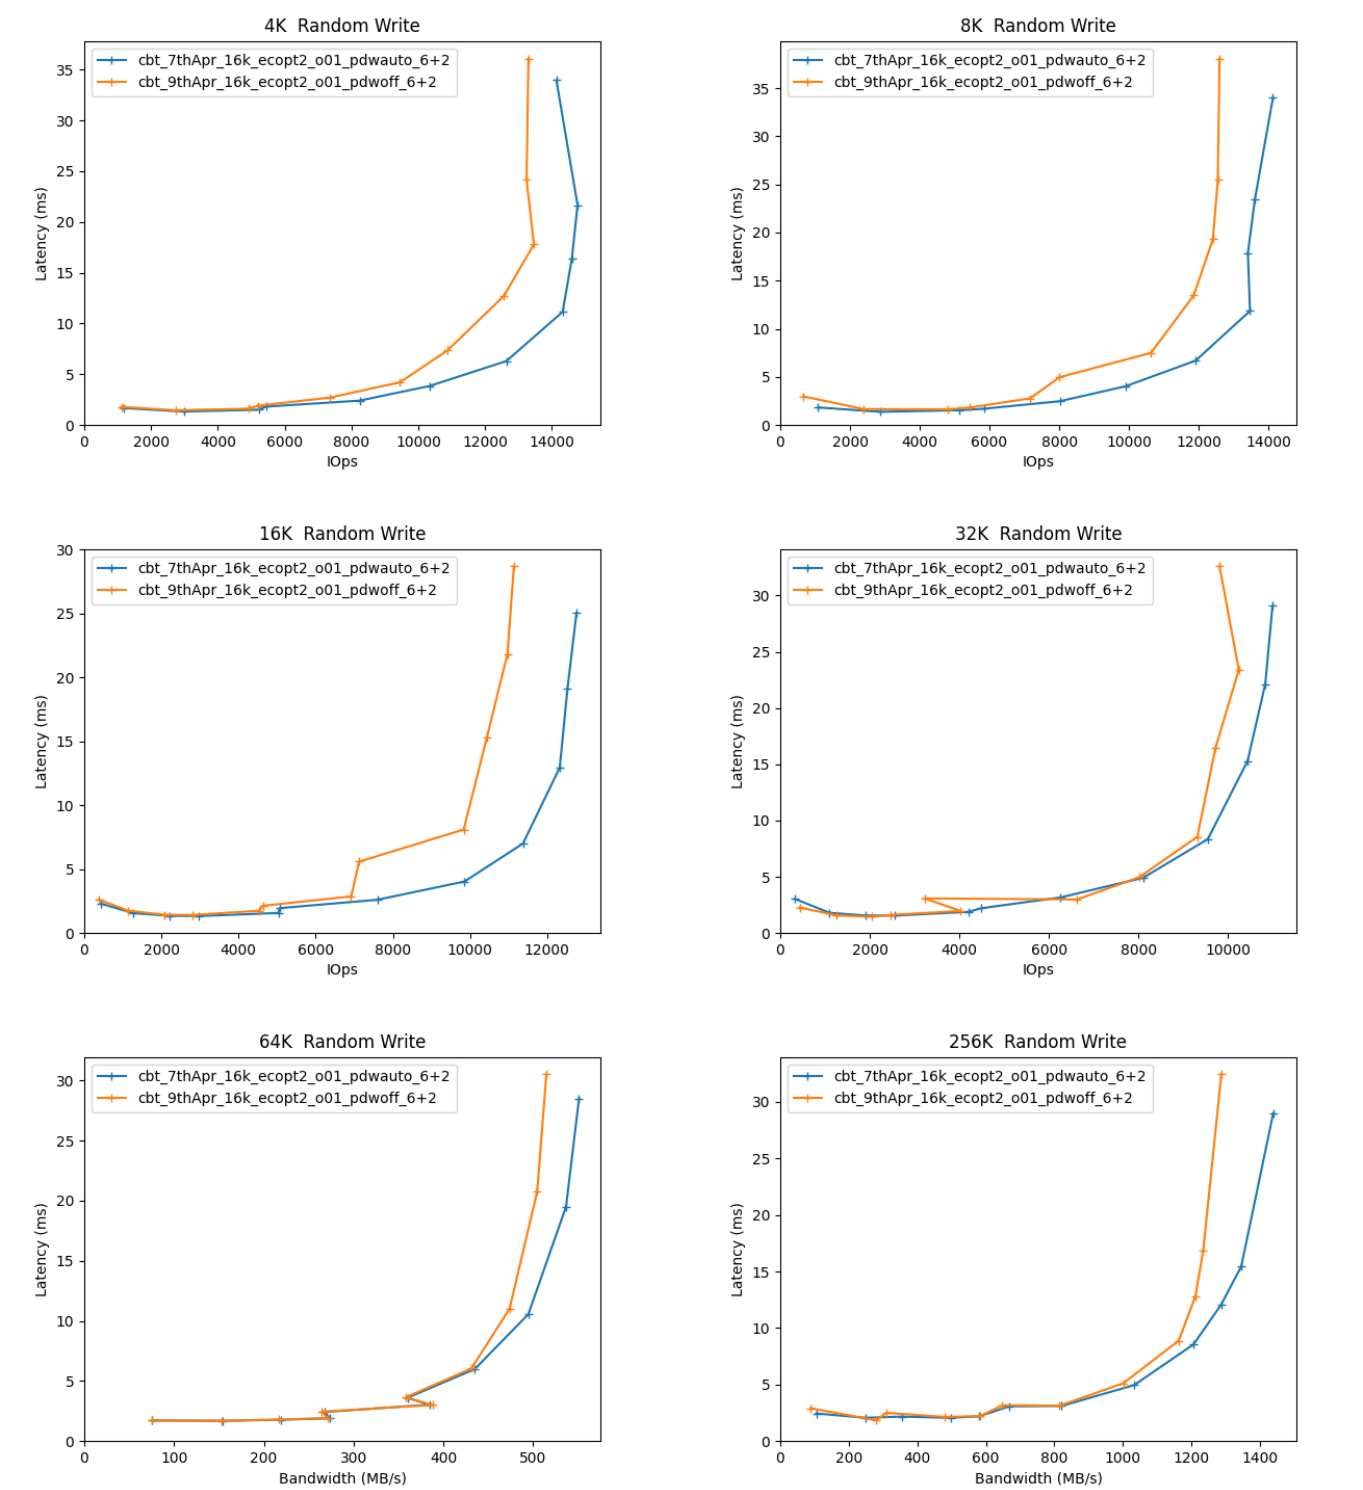 4K  Random Write
cbt_7thApr_16k_ecopt2_o01_pdwauto_6+2
cbt_9thApr_16k_ecopt2_o01_pdwoff_6+2
35
30
25
20
15
10
5
0
Latency (ms)
0 2000 4000 6000 8000 10000 12000 14000
IOps
8K  Random Write
cbt_7thApr_16k_ecopt2_o01_pdwauto_6+2
cbt_9thApr_16k_ecopt2_o01_pdwoff_6+2
35
30
25
20
15
10
5
0
Latency (ms)
0 2000 4000 6000 8000 10000 12000 14000
IOps
16K  Random Write
cbt_7thApr_16k_ecopt2_o01_pdwauto_6+2
cbt_9thApr_16k_ecopt2_o01_pdwoff_6+2
30
25
20
15
10
5
0
Latency (ms)
0 2000 4000 6000 8000 10000 12000
IOps
32K  Random Write
cbt_7thApr_16k_ecopt2_o01_pdwauto_6+2
cbt_9thApr_16k_ecopt2_o01_pdwoff_6+2
30
25
20
15
10
5
0
Latency (ms)
0 2000 4000 6000 8000 10000
IOps
64K  Random Write
cbt_7thApr_16k_ecopt2_o01_pdwauto_6+2
cbt_9thApr_16k_ecopt2_o01_pdwoff_6+2
30
25
20
15
10
5
0
Latency (ms)
0 100 200 300 400 500
Bandwidth (MB/s)
256K  Random Write
cbt_7thApr_16k_ecopt2_o01_pdwauto_6+2
cbt_9thApr_16k_ecopt2_o01_pdwoff_6+2
30
25
20
15
10
5
0
Latency (ms)
0 200 400 600 800 1000 1200 1400
Bandwidth (MB/s)